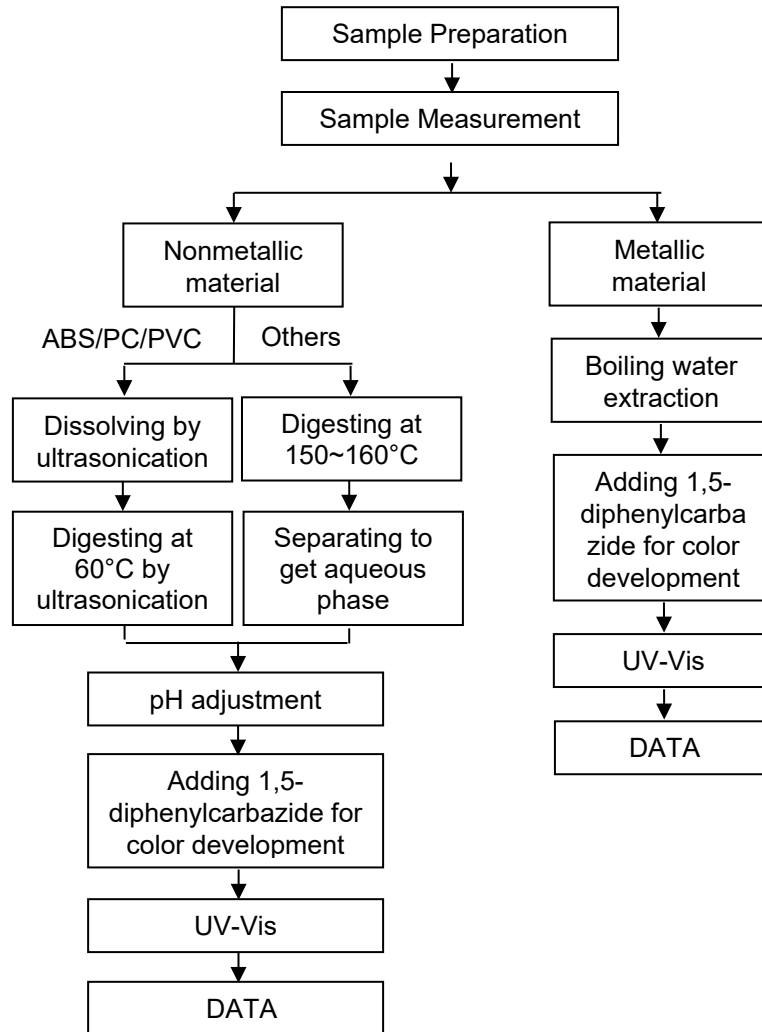 Sample Preparation
Sample Measurement
Nonmetallic
material
ABS/PC/PVC
Others
Dissolving by
ultrasonication
Digesting at
150~160°C
Digesting at
60°C by
ultrasonication
Separating to
get aqueous
phase
pH adjustment
Adding 1,5-
diphenylcarbazide for
color development
UV-Vis
DATA
Metallic
material
Boiling water
extraction
Adding 1,5-
diphenylcarba
zide for color
development
UV-Vis
DATA